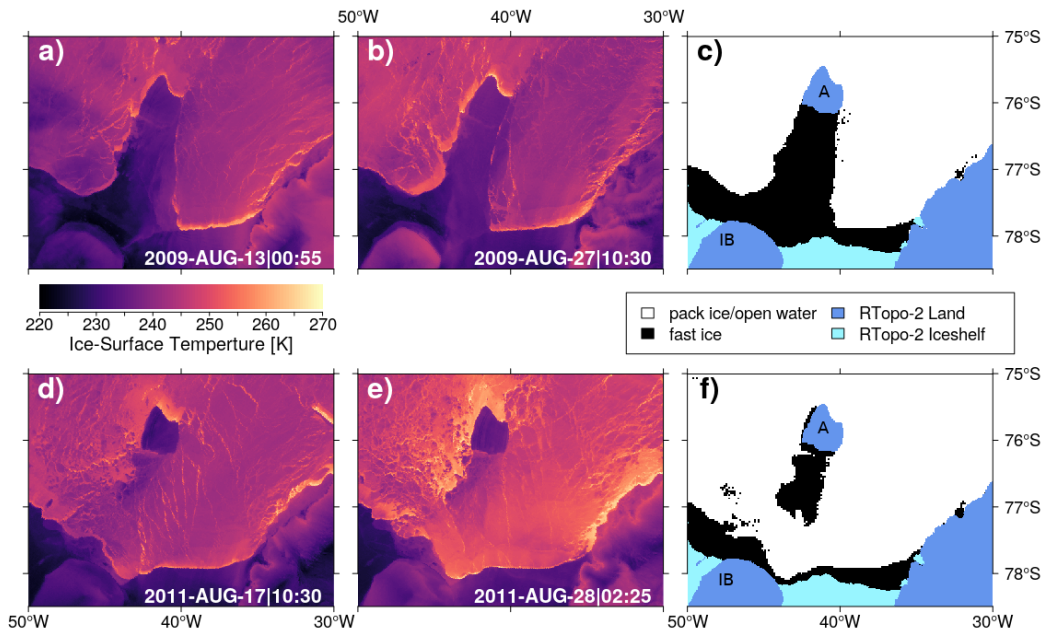 50°W 40°W 30°W
a) b) c) 75°S
A 76°S
77°S
IB 78°S
2009-AUG-13|00:55 2009-AUG-27|10:30
40°W
220 230 240 250 260 270
Ice-Surface Temperture [K]
pack ice/open water RTopo-2 Land
fast ice RTopo-2 Iceshelf
d) e) f) 75°S
A 76°S
77°S
IB 78°S
2011-AUG-17|10:30 2011-AUG-28|02:25
50°W 40°W 30°W 50°W 40°W 30°W